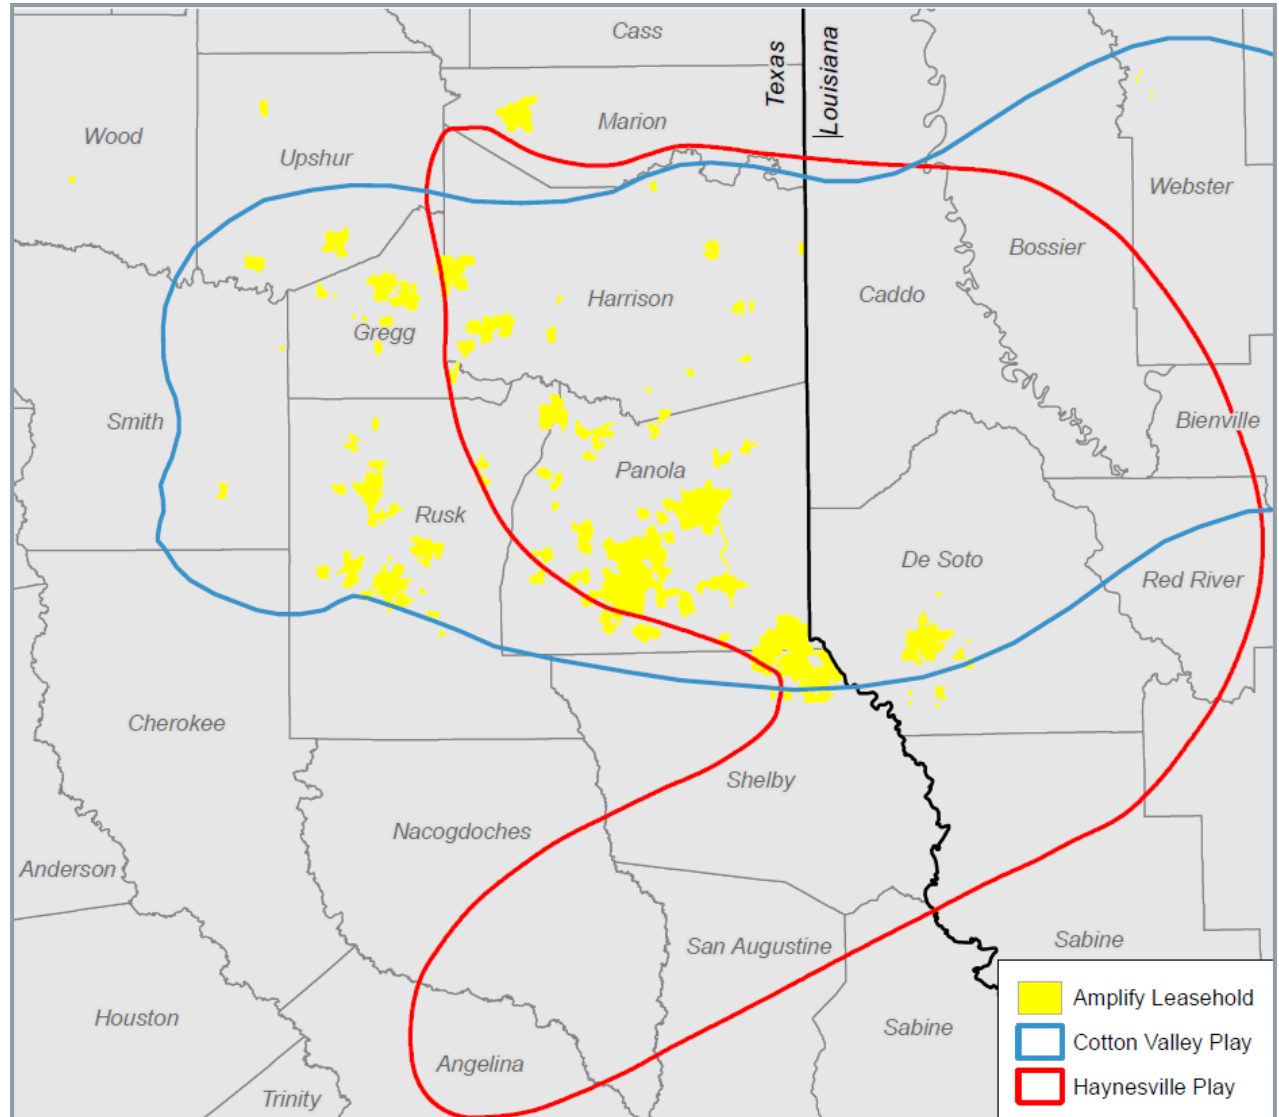 Cass
Texas
Louisiana
Wood
Marion
Upshur
Webster
Bossier
Harrison
Caddo
Gregg
Smith
Bienville
Panola
Rusk
De Soto
Red River
Cherokee
Shelby
Nacogdoches
Anderson
San Augustine
Sabine
Houston
Sabine
Angelina
Trinity
Amplify Leasehold
Cotton Valley Play
Haynesville Play